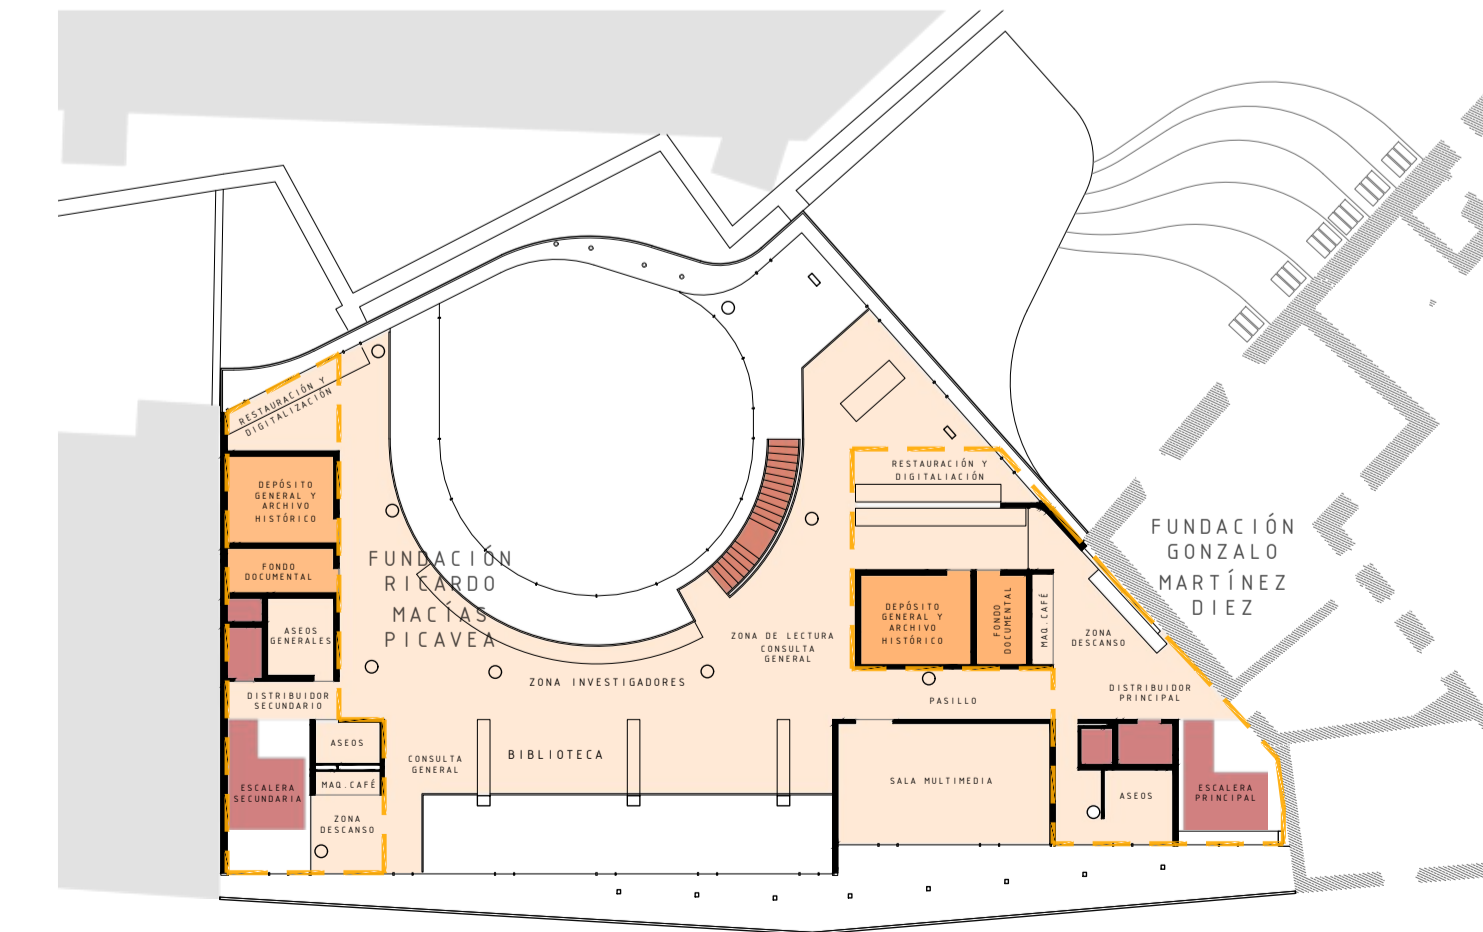 RESTAURACIÓN Y
DIGITALIZACIÓN
DEPÓSITO
GENERAL Y
ARCHIVO
HISTÓRICO
FONDO
DOCUMENTAL
ASEOS
GENERALES
DISTRIBUIDOR
SECUNDARIO
ESCALERA
SECUNDARIA
ASEOS
MAQ.CAFÉ
ZONA
DESCANSO
FUNDACIÓN
RICARDO
MACÍAS
PICAVEA
CONSULTA
GENERAL
BIBLIOTECA
ZONA INVESTIGADORES
ZONA DE LECTURA
CONSULTA
GENERAL
RESTAURACIÓN Y
DIGITALIACIÓN
DEPÓSITO
GENERAL Y
ARCHIVO
HISTÓRICO
FONDO
DOCUMENTAL
MAQ.CAFÉ
ZONA
DESCANSO
PASILLO
DISTRIBUIDOR
PRINCIPAL
SALA MULTIMEDIA
ASEOS
ESCALERA
PRINCIPAL
FUNDACIÓN
GONZALO
MARTÍNEZ
DIEZ